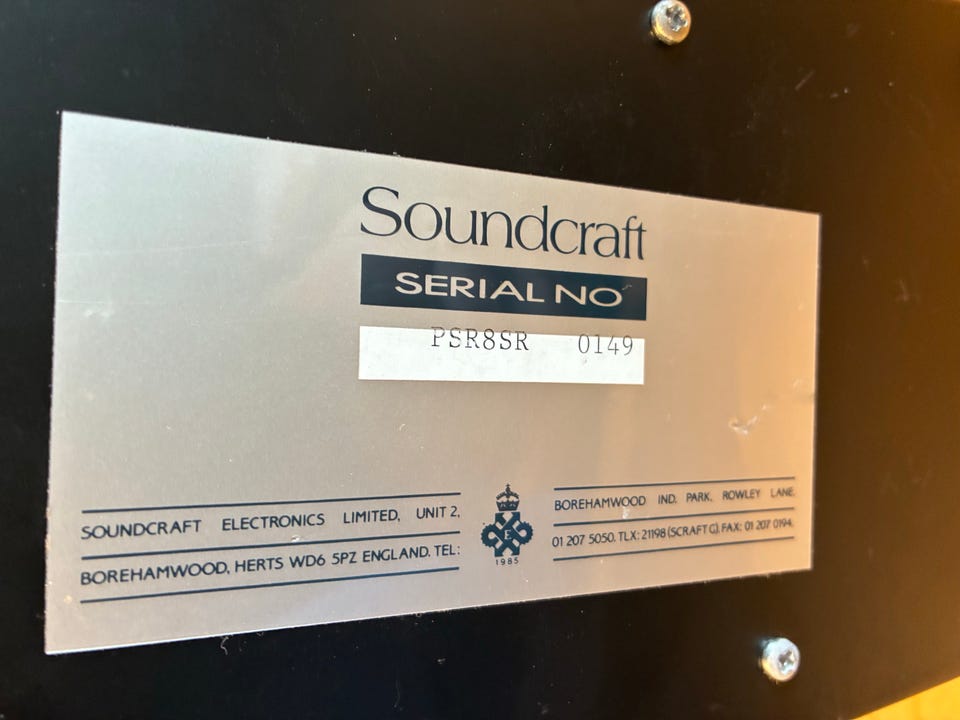 Soundcraft
SERIAL NO
PSR8SR 0149
SOUNDCRAFT ELECTRONICS LIMITED, UNIT 2,
BOREHAMWOOD, HERTS WD6 5PZ ENGLAND. TEL:
E
1985
BOREHAMWOOD IND. PARK, ROWLEY LANE,
01 207 5050. TLX: 21198 (SCRAFT G). FAX: 01 207 0194.